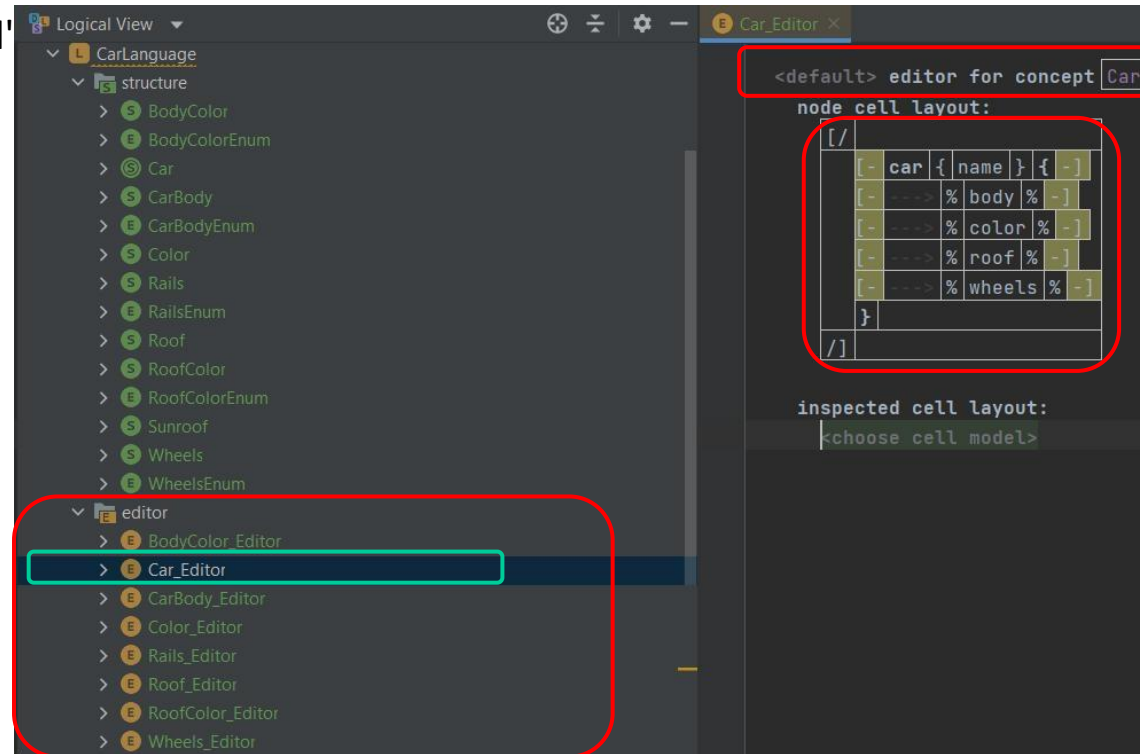 Logical View
CarLanguage
structure
BodyColor
BodyColorEnum
Car
CarBody
CarBodyEnum
Color
Rails
RailsEnum
Roof
RoofColor
RoofColorEnum
Sunroof
Wheels
WheelsEnum
editor
BodyColor_Editor
Car_Editor
CarBody_Editor
Color_Editor
Rails_Editor
Roof_Editor
RoofColor_Editor
Wheels_Editor
Car_Editor
<default> editor for concept Car
node cell layout:
[/
[- car { name } { -]
[- ---> % body % -]
[- ---> % color % -]
[- ---> % roof % -]
[- ---> % wheels % -]
}
/]
inspected cell layout:
<choose cell model>